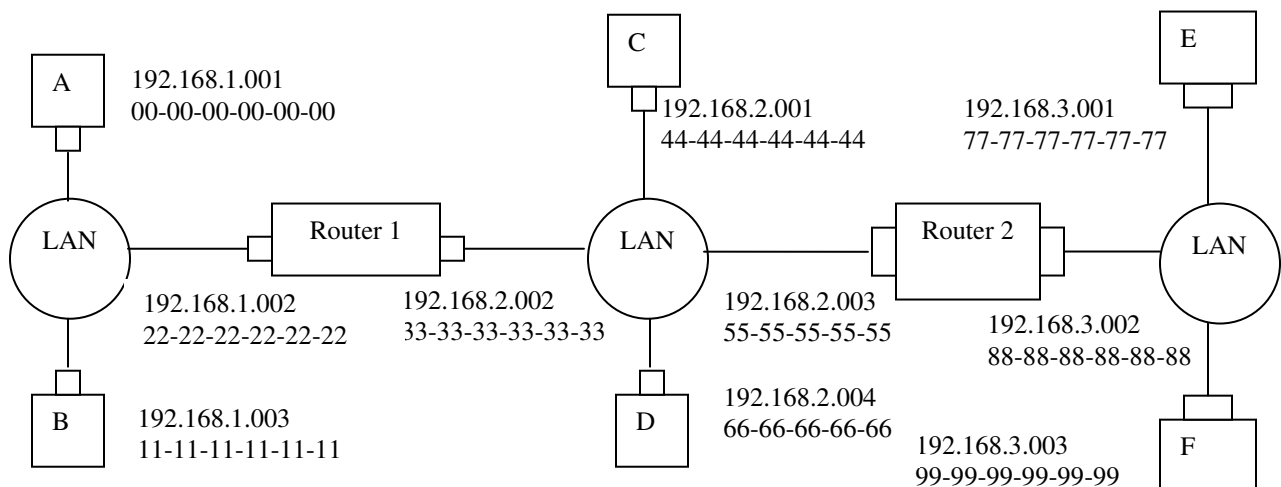 A
192.168.1.001
00-00-00-00-00-00
C
192.168.2.001
44-44-44-44-44-44
E
192.168.3.001
77-77-77-77-77-77
LAN
Router 1
LAN
Router 2
LAN
192.168.1.002
22-22-22-22-22-22
192.168.2.002
33-33-33-33-33-33
192.168.2.003
55-55-55-55-55
192.168.3.002
88-88-88-88-88-88
B
192.168.1.003
11-11-11-11-11-11
D
192.168.2.004
66-66-66-66-66
192.168.3.003
99-99-99-99-99-99
F